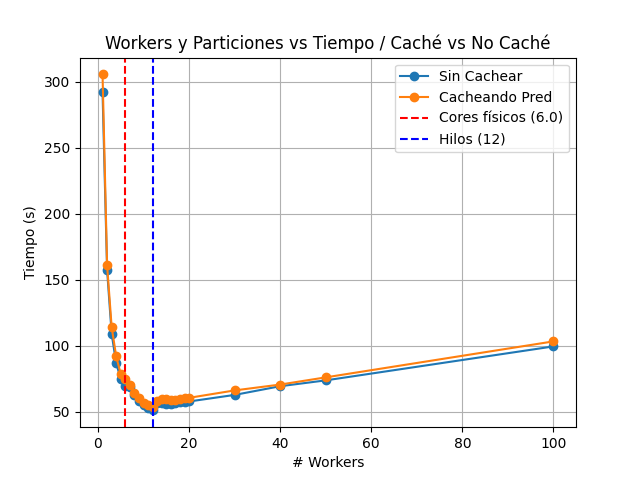 Workers y Particiones vs Tiempo / Caché vs No Caché
Sin Cachear
Cacheando Pred
Cores físicos (6.0)
Hilos (12)
Tiempo (s)
300
250
200
150
100
50
0
20
40
60
80
100
# Workers